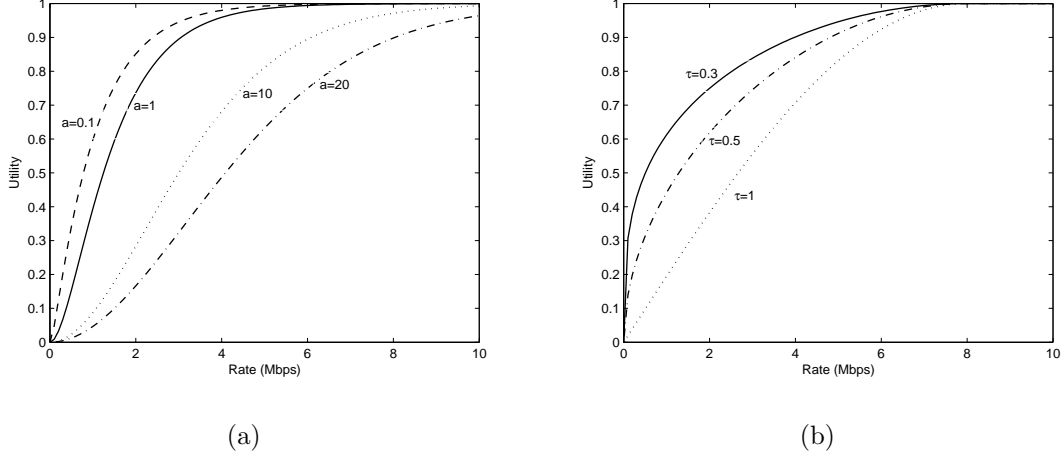 1
0.9
0.8
0.7
0.6
0.5
0.4
0.3
0.2
0.1
0
Utility
a=0.1
a=1
a=10
a=20
0 2 4 6 8 10
Rate (Mbps)
(a)
1
0.9
0.8
0.7
0.6
0.5
0.4
0.3
0.2
0.1
0
Utility
τ=0.3
τ=0.5
τ=1
0 2 4 6 8 10
Rate (Mbps)
(b)